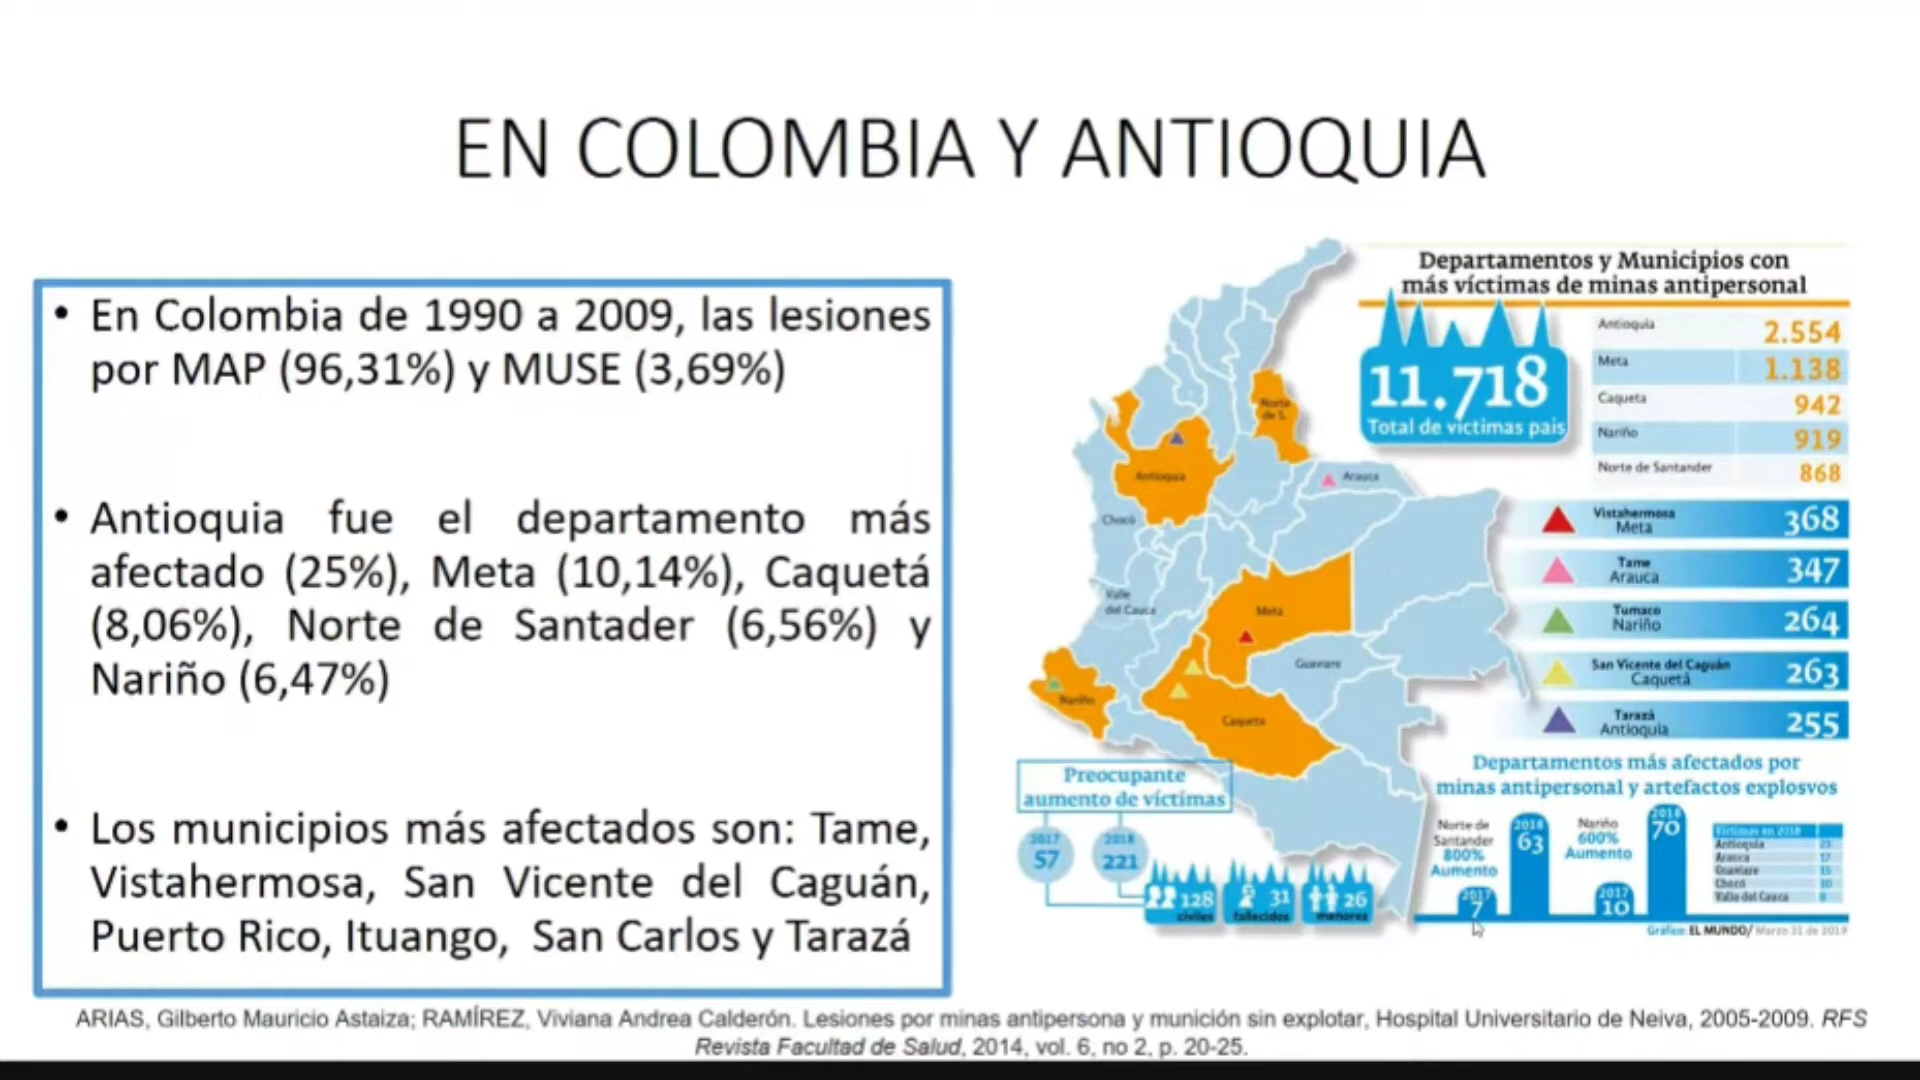 EN COLOMBIA Y ANTIOQUIA
• En Colombia de 1990 a 2009, las lesiones
por MAP (96,31%) y MUSE (3,69%)
• Antioquia fue el departamento más
afectado (25%), Meta (10,14%), Caquetá
(8,06%), Norte de Santader (6,56%) y
Nariño (6,47%)
• Los municipios más afectados son: Tame,
Vistahermosa, San Vicente del Caguán,
Puerto Rico, Ituango, San Carlos y Tarazá
Departamentos y Municipios con
más víctimas de minas antipersonal
11.718
Total de víctimas país
Antioquia 2.554
Meta 1.138
Caqueta 942
Nariño 919
Norte de Santander 868
Vistahermosa
Meta
368
Tame
Arauca
347
Tumaco
Nariño
264
San Vicente del Caguán
Caquetá
263
Tarazá
Antioquia
255
Norte
de S.
Antioquia
Arauca
Chocó
Valle
del Cauca
Meta
Guaviare
Nariño
Caqueta
Preocupante
aumento de víctimas
2017
57
2018
221
128
civiles
31
fallecidos
26
menores
Departamentos más afectados por
minas antipersonal y artefactos explosvos
Norte de
Santander
800%
Aumento
2017
7
2018
63
Nariño
600%
Aumento
2017
10
2018
70
Víctimas en 2018
Antioquia 23
Arauca 17
Guaviare 15
Chocó 10
Valle del Cauca 8
Gráfico: EL MUNDO/ Marzo 31 de 2019
ARIAS, Gilberto Mauricio Astaiza; RAMÍREZ, Viviana Andrea Calderón. Lesiones por minas antipersona y munición sin explotar, Hospital Universitario de Neiva, 2005-2009. RFS
Revista Facultad de Salud, 2014, vol. 6, no 2, p. 20-25.